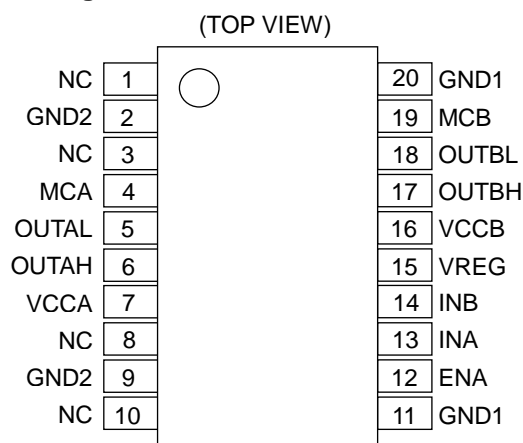 (TOP VIEW)
NC 1 20 GND1
GND2 2 19 MCB
NC 3 18 OUTBL
MCA 4 17 OUTBH
OUTAL 5 16 VCCB
OUTAH 6 15 VREG
VCCA 7 14 INB
NC 8 13 INA
GND2 9 12 ENA
NC 10 11 GND1